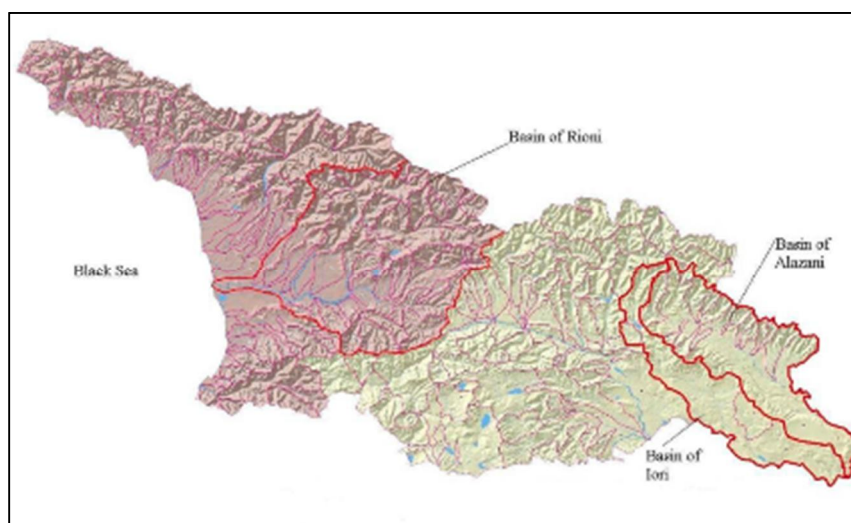 Basin of Rioni
Basin of
Alazani
Black Sea
Basin of
Iori